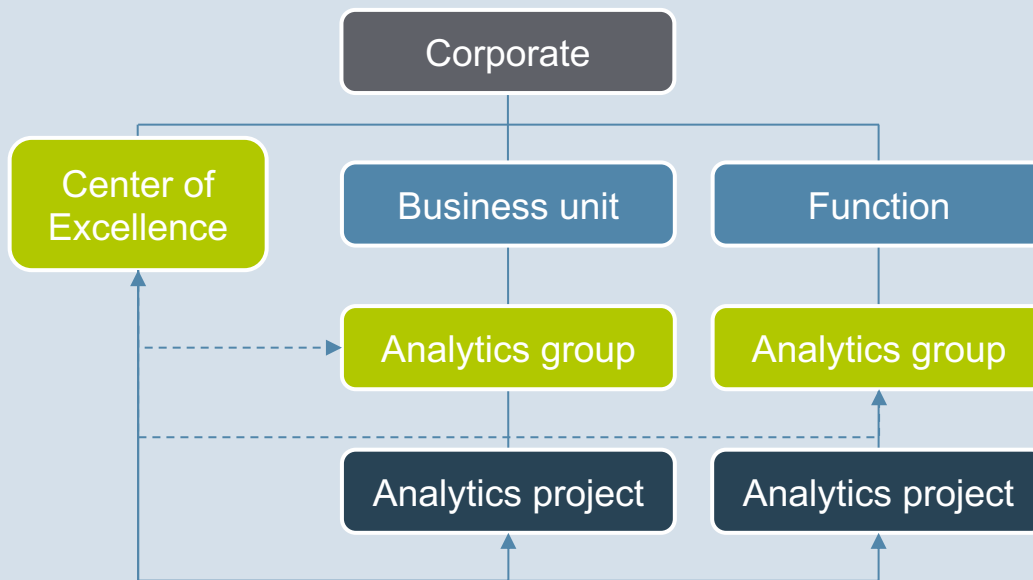 Corporate
Center of
Excellence
Business unit
Function
Analytics group
Analytics group
Analytics project
Analytics project